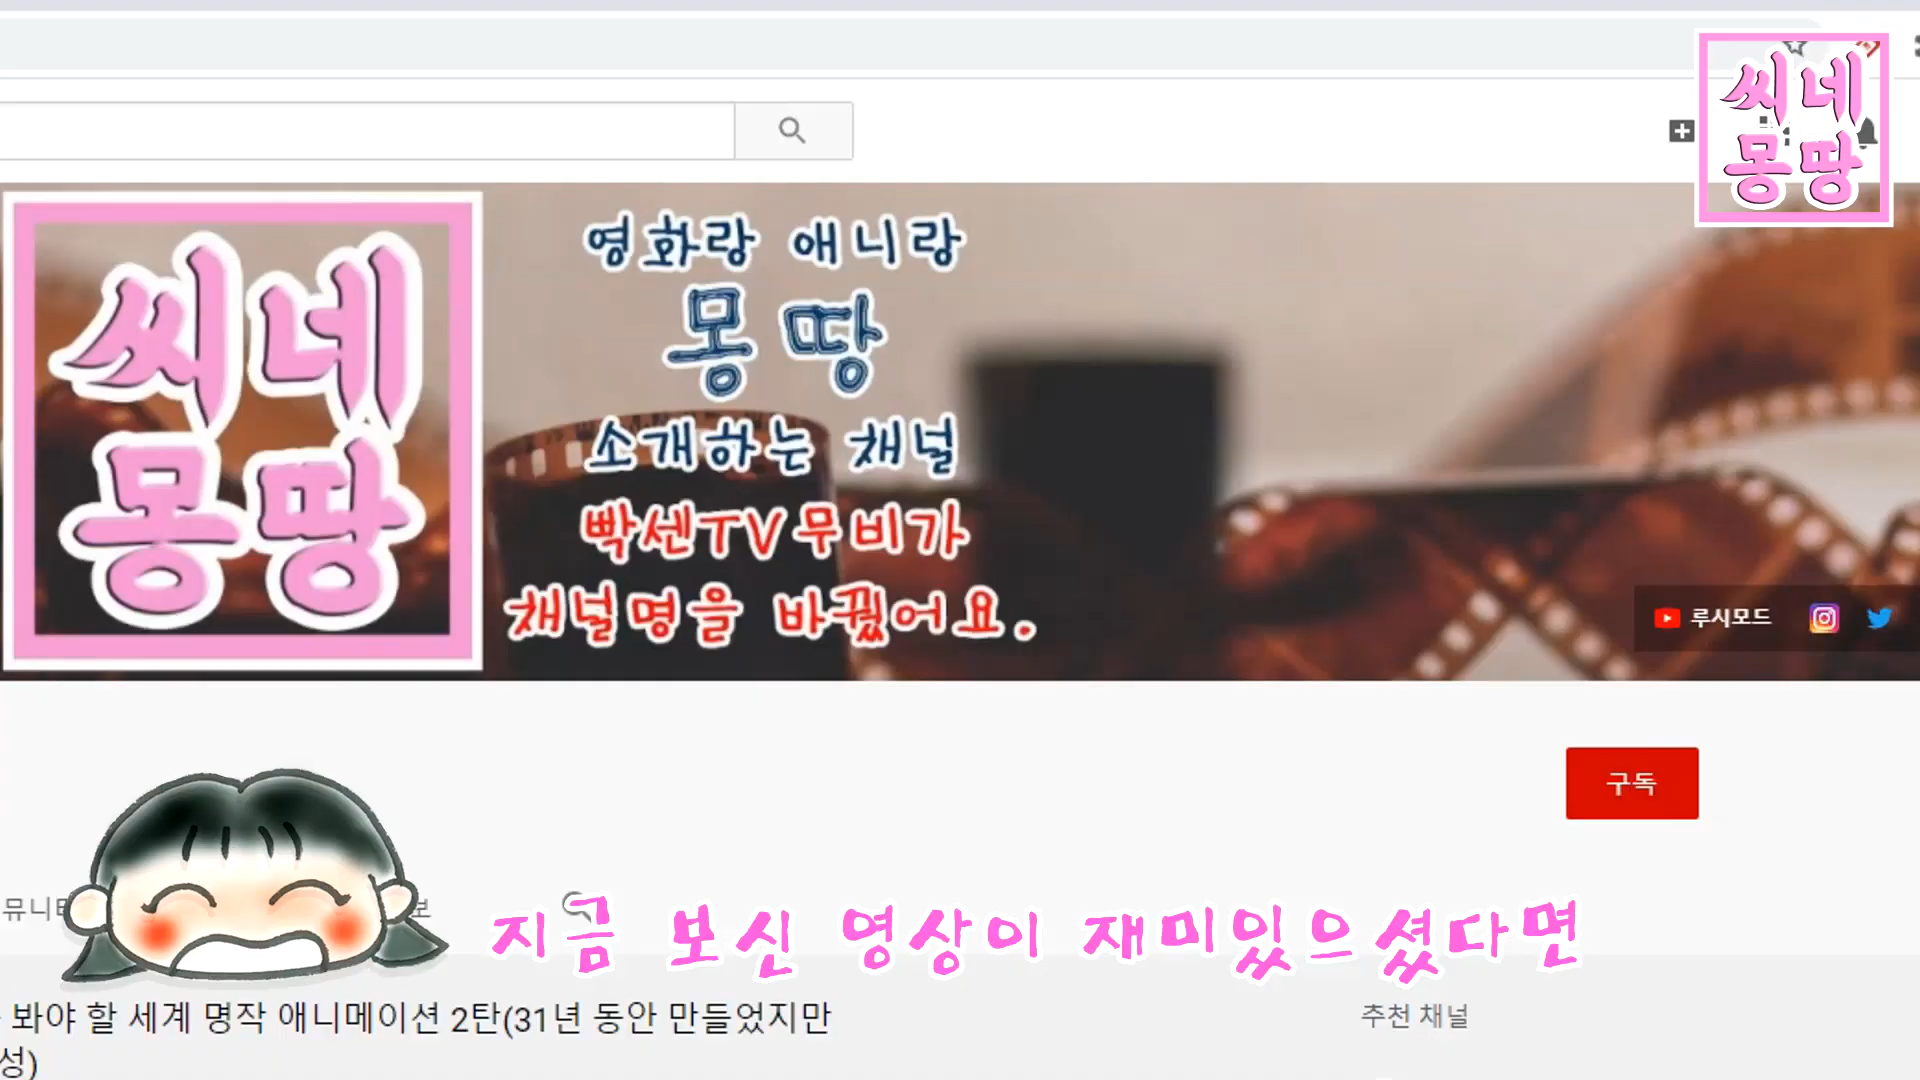 씨네
몽땅
씨네
몽땅
영화랑 애니랑
몽땅
소개하는 채널
빡센TV무비가
채널명을 바꿨어요.
루시모드
구독
뮤니티
보
지금 보신 영상이 재미있으셨다면
봐야 할 세계 명작 애니메이션 2탄(31년 동안 만들었지만
성)
추천 채널